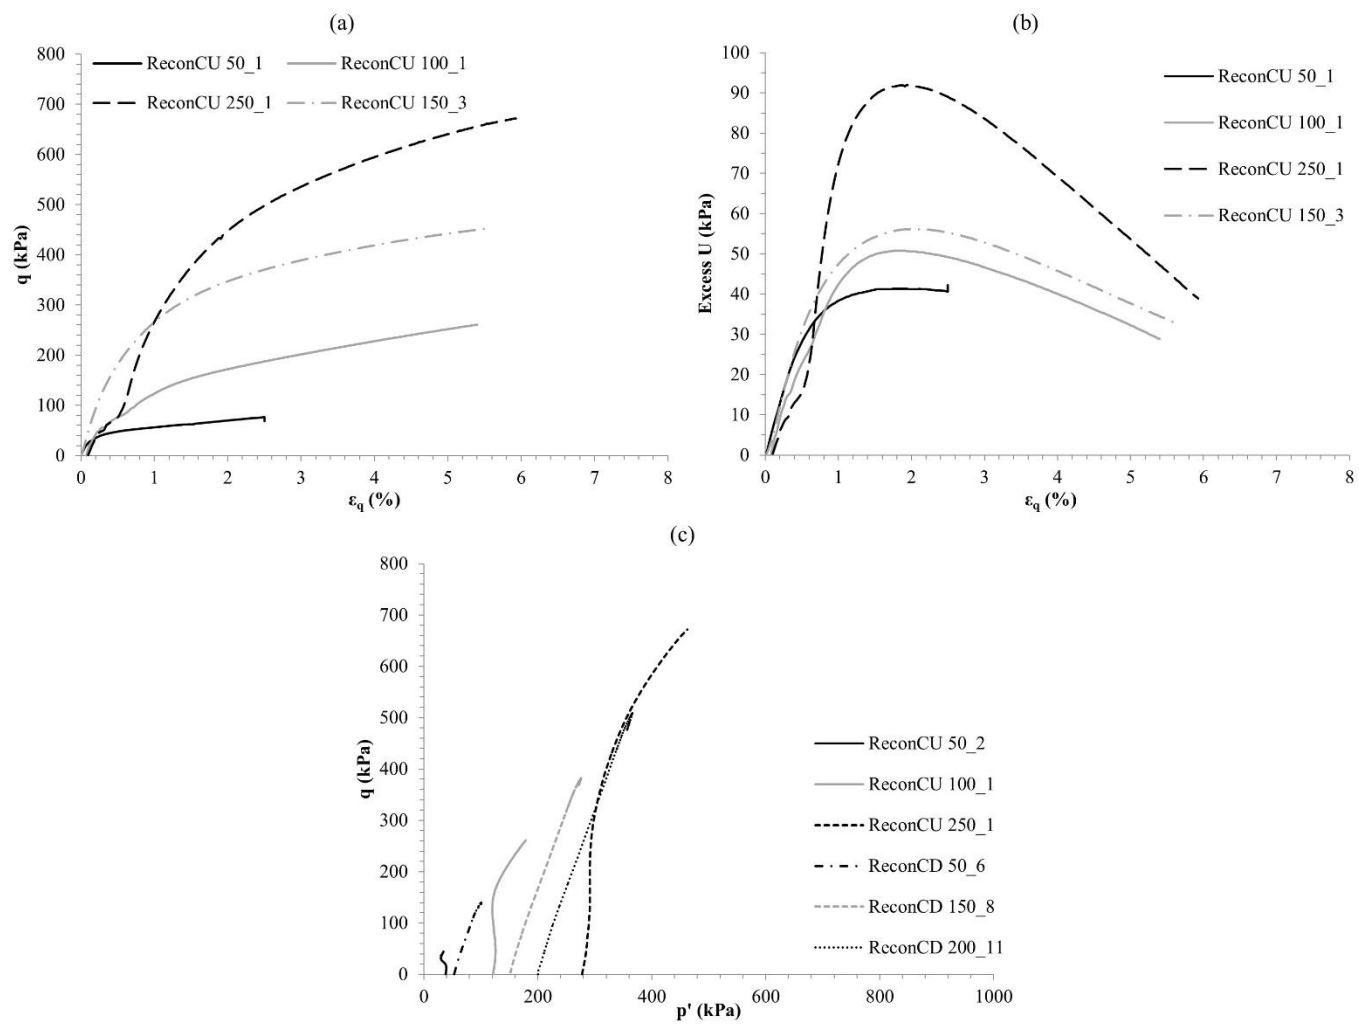 (a)
ReconCU 50_1
ReconCU 100_1
ReconCU 250_1
ReconCU 150_3
800
700
600
500
400
300
200
100
0
q (kPa)
0 1 2 3 4 5 6 7 8
εq (%)
(b)
ReconCU 50_1
ReconCU 100_1
ReconCU 250_1
ReconCU 150_3
100
90
80
70
60
50
40
30
20
10
0
Excess U (kPa)
0 1 2 3 4 5 6 7 8
εq (%)
(c)
800
700
600
500
400
300
200
100
0
q (kPa)
ReconCU 50_2
ReconCU 100_1
ReconCU 250_1
ReconCD 50_6
ReconCD 150_8
ReconCD 200_11
0 200 400 600 800 1000
p' (kPa)